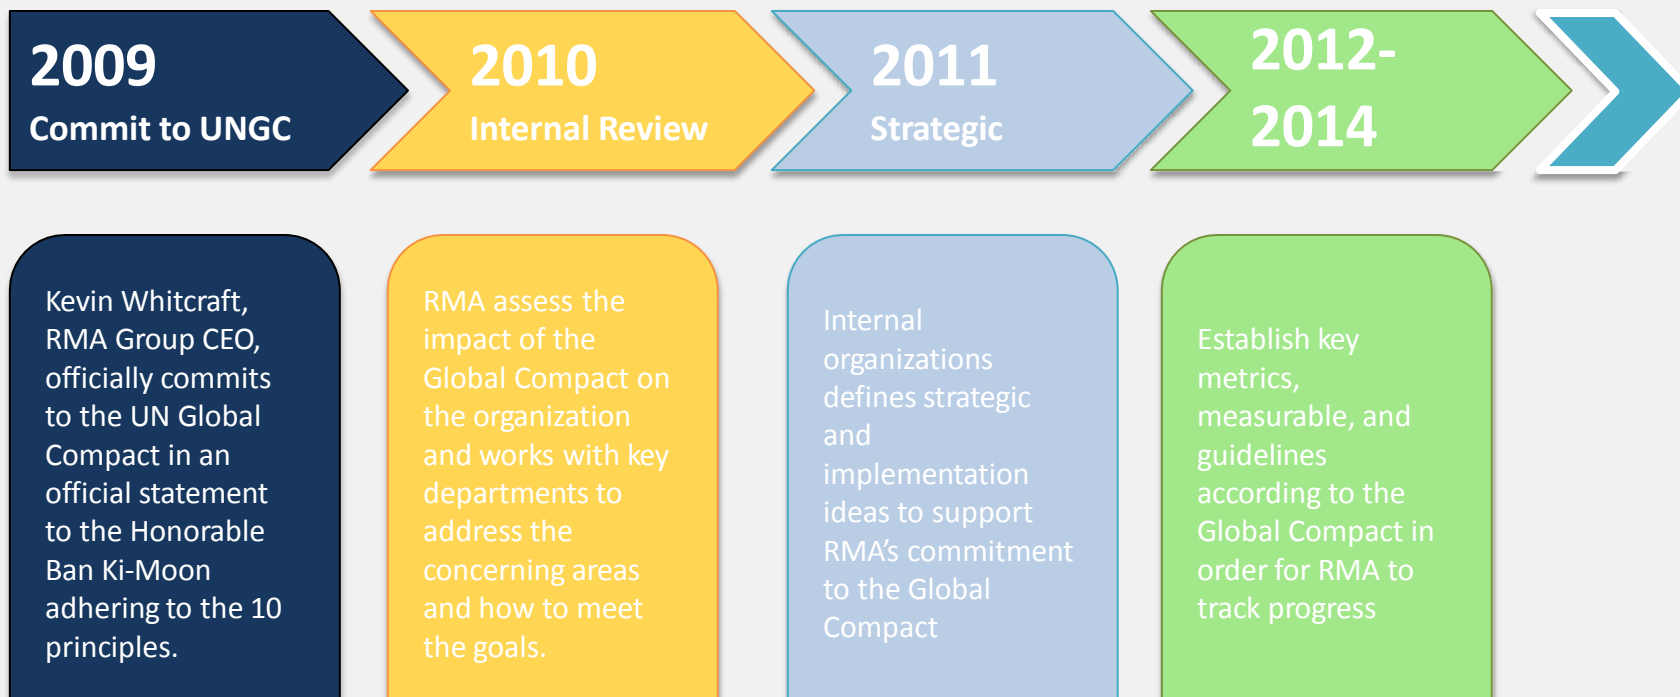 2009
Commit to UNGC
2010
Internal Review
2011
Strategic
2012-
2014
Kevin Whitcraft,
RMA Group CEO,
officially commits
to the UN Global
Compact in an
official statement
to the Honorable
Ban Ki-Moon
adhering to the 10
principles.
RMA assess the
impact of the
Global Compact on
the organization
and works with key
departments to
address the
concerning areas
and how to meet
the goals.
Internal
organizations
defines strategic
and
implementation
ideas to support
RMA’s commitment
to the Global
Compact
Establish key
metrics,
measurable, and
guidelines
according to the
Global Compact in
order for RMA to
track progress